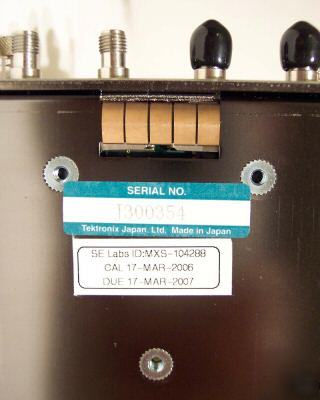 SERIAL NO.
J300354
Tektronix Japan, Ltd. Made in Japan
SE Labs ID:MXS-104288
CAL 17-MAR-2006
DUE 17-MAR-2007